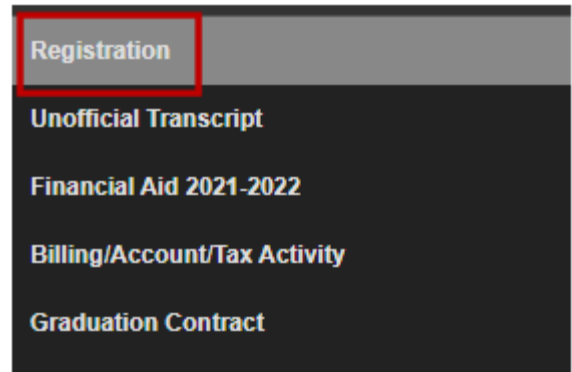 Registration
Unofficial Transcript
Financial Aid 2021-2022
Billing/Account/Tax Activity
Graduation Contract